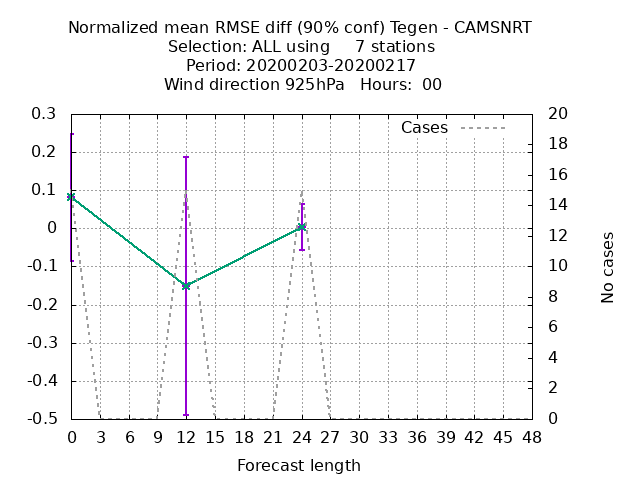 Normalized mean RMSE diff (90% conf) Tegen - CAMSNRT
Selection: ALL using     7 stations
Period: 20200203-20200217
Wind direction 925hPa   Hours:  00
Cases
0.3
0.2
0.1
0
-0.1
-0.2
-0.3
-0.4
-0.5
20
18
16
14
12
10
8
6
4
2
0
No cases
0 3 6 9 12 15 18 21 24 27 30 33 36 39 42 45 48
Forecast length